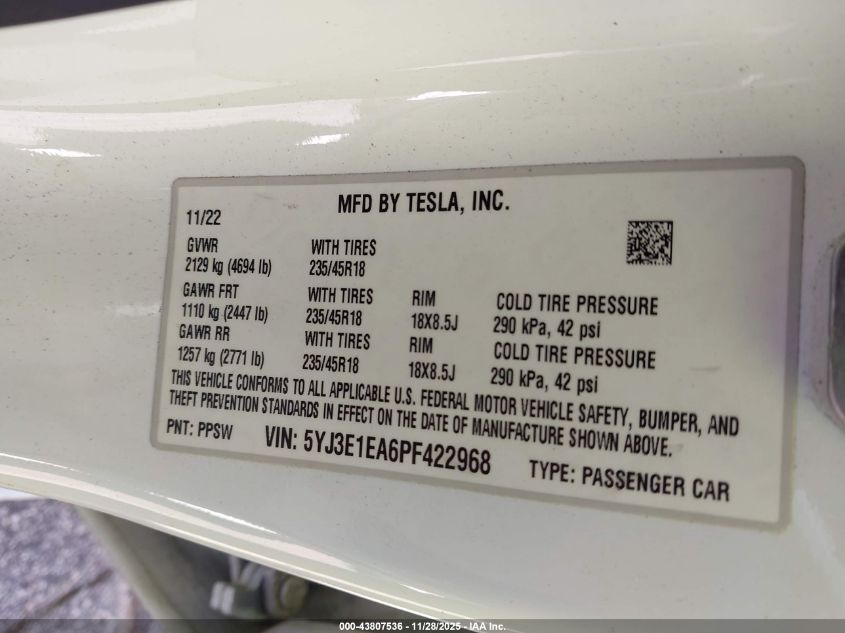 MFD BY TESLA, INC.
11/22
GVWR WITH TIRES
2129 kg (4694 lb) 235/45R18
GAWR FRT WITH TIRES RIM COLD TIRE PRESSURE
1110 kg (2447 lb) 235/45R18 18X8.5J 290 kPa, 42 psi
GAWR RR WITH TIRES RIM COLD TIRE PRESSURE
1257 kg (2771 lb) 235/45R18 18X8.5J 290 kPa, 42 psi
THIS VEHICLE CONFORMS TO ALL APPLICABLE U.S. FEDERAL MOTOR VEHICLE SAFETY, BUMPER, AND
THEFT PREVENTION STANDARDS IN EFFECT ON THE DATE OF MANUFACTURE SHOWN ABOVE.
PNT: PPSW VIN: 5YJ3E1EA6PF422968 TYPE: PASSENGER CAR
000-43807536 - 11/28/2025 - IAA Inc.